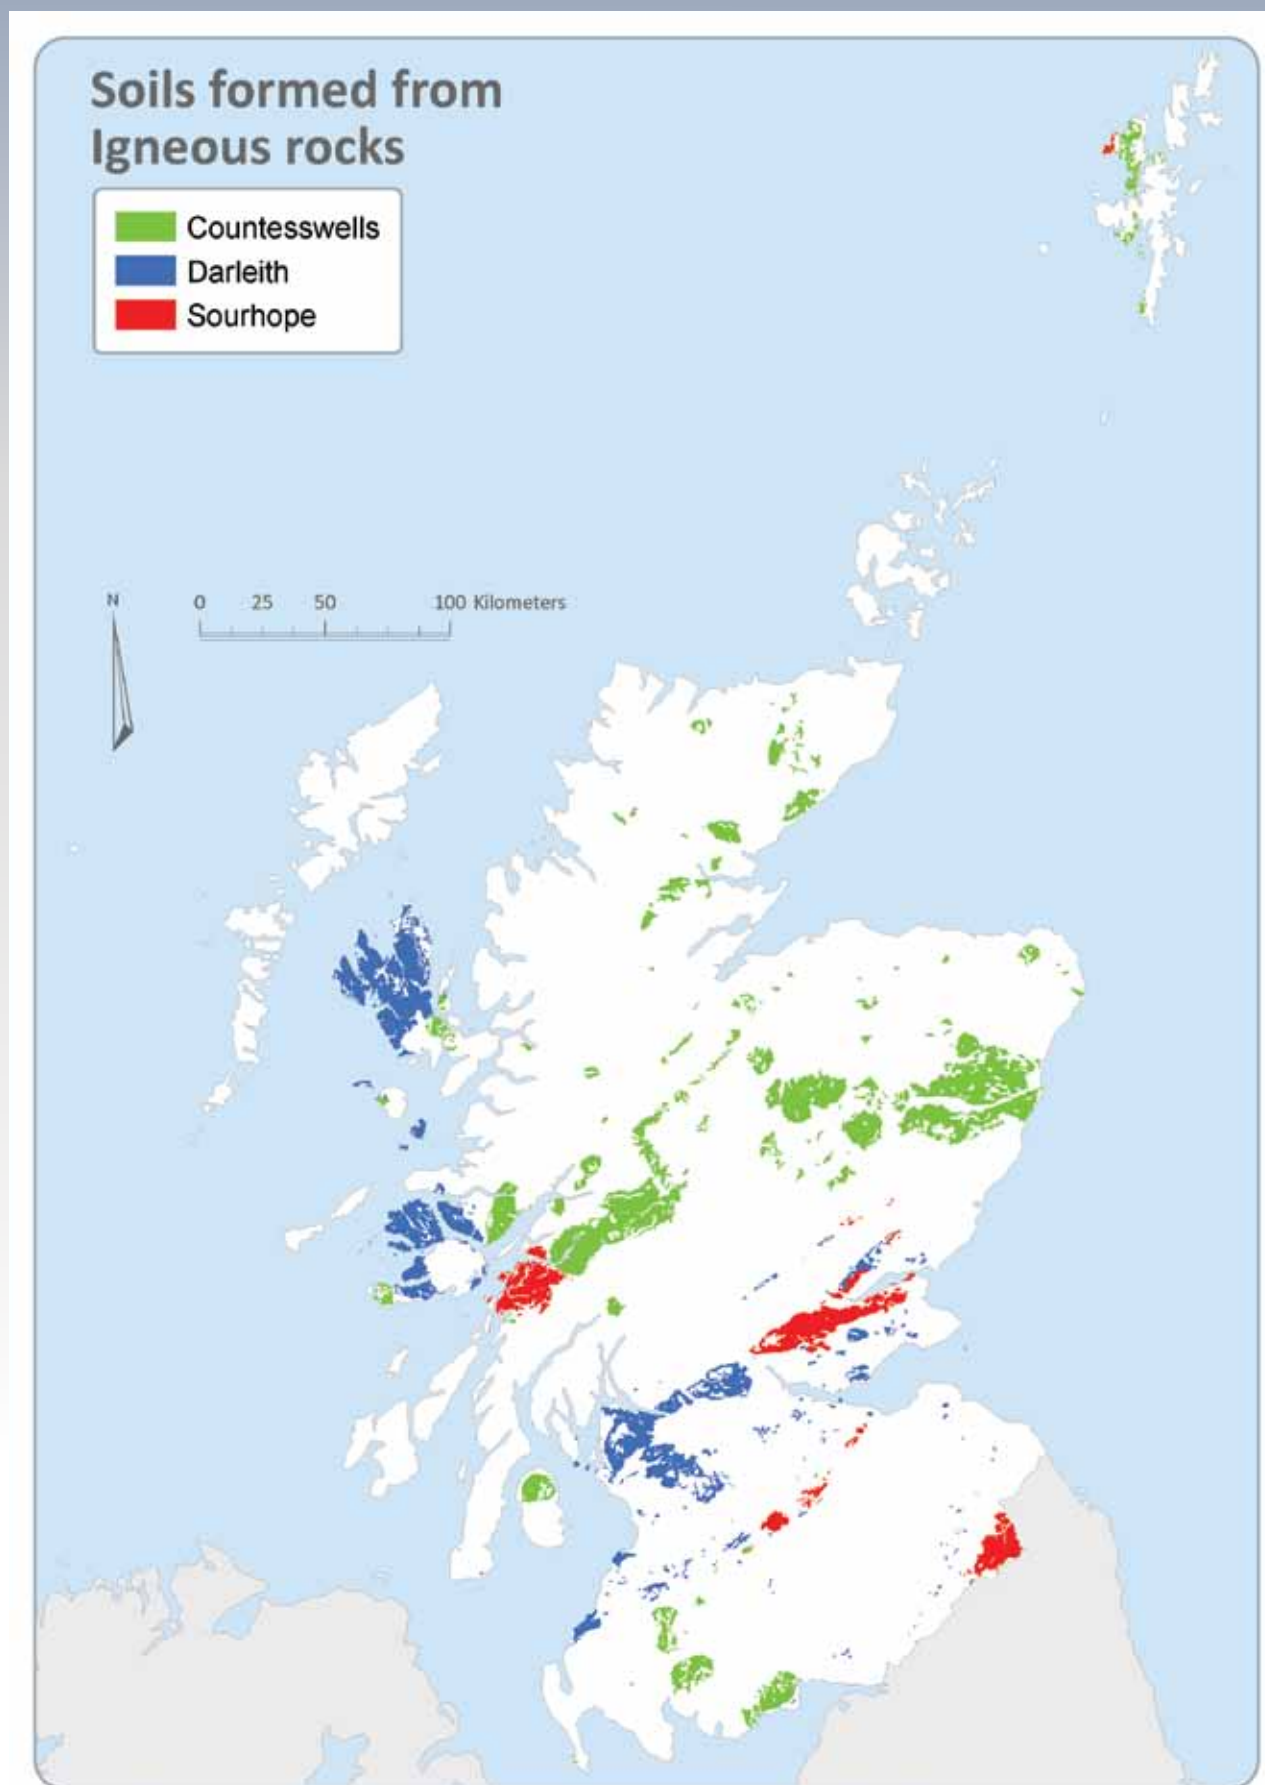 Soils formed from
Igneous rocks
Countesswells
Darleith
Sourhope
N
0 25 50 100 Kilometers